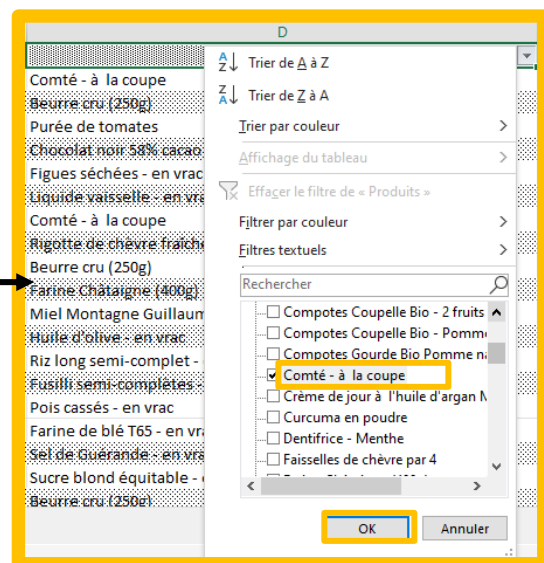 D
Trier de A à Z
Trier de Z à A
Trier par couleur
Affichage du tableau
Effacer le filtre de « Produits »
Filtrer par couleur
Filtres textuels
Rechercher
Compotes Coupelle Bio - 2 fruits
Compotes Coupelle Bio - Pomm
Compotes Gourde Bio Pomme na
Comté - à la coupe
Crème de jour à l'huile d'argan
Curcuma en poudre
Dentifrice - Menthe
Faisselles de chèvre par 4
OK
Annuler
Comté - à la coupe
Beurre cru (250g)
Purée de tomates
Chocolat noir 58% cacao
Figues séchées - en vrac
Liquide vaisselle - en vra
Comté - à la coupe
Rigotte de chèvre fraîche
Beurre cru (250g)
Farine Châtaigne (400g)
Miel Montagne Guillaum
Huile d'olive - en vrac
Riz long semi-complet -
Fusilli semi-complètes -
Pois cassés - en vrac
Farine de blé T65 - en vra
Sel de Guérande - en vra
Sucre blond équitable -
Beurre cru (250g)